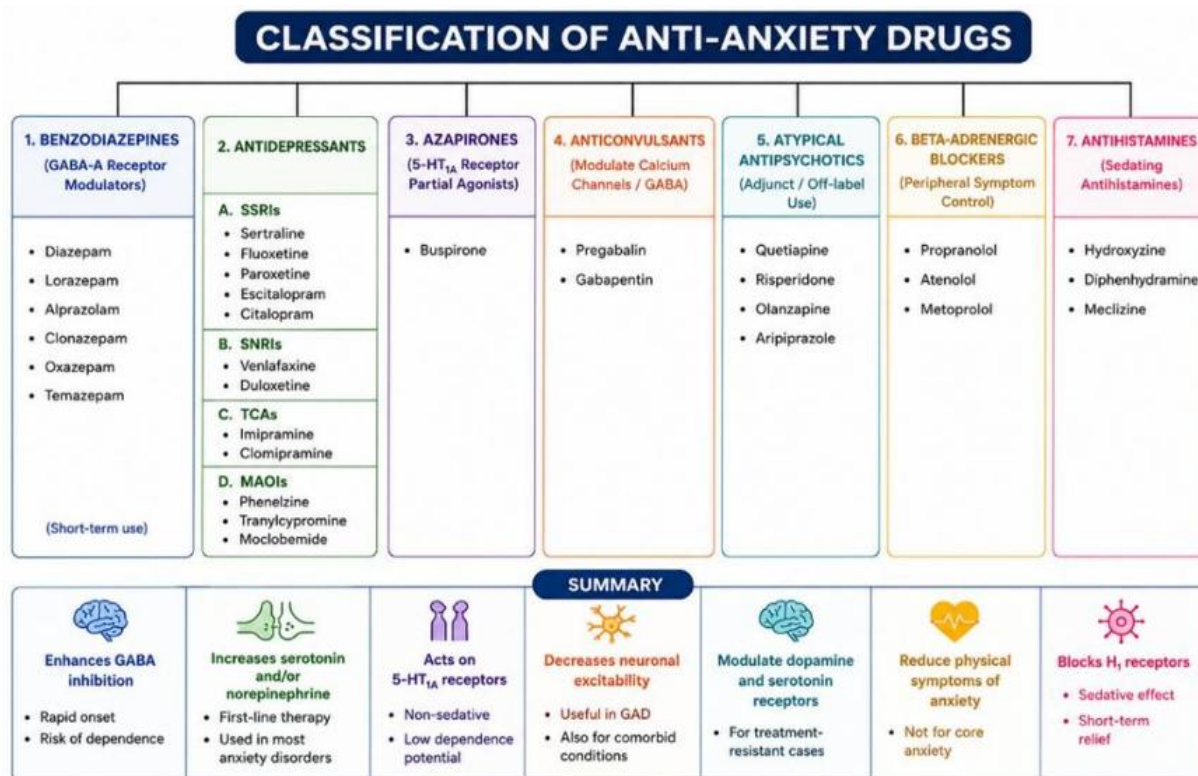 CLASSIFICATION OF ANTI-ANXIETY DRUGS
1. BENZODIAZEPINES
(GABA-A Receptor
Modulators)
• Diazepam
• Lorazepam
• Alprazolam
• Clonazepam
• Oxazepam
• Temazepam
(Short-term use)
2. ANTIDEPRESSANTS
A. SSRIs
• Sertraline
• Fluoxetine
• Paroxetine
• Escitalopram
• Citalopram
B. SNRIs
• Venlafaxine
• Duloxetine
C. TCAs
• Imipramine
• Clomipramine
D. MAOIs
• Phenelzine
• Tranylcypromine
• Moclobemide
3. AZAPIRONES
(5-HT₁ₐ Receptor
Partial Agonists)
• Buspirone
4. ANTICONVULSANTS
(Modulate Calcium
Channels / GABA)
• Pregabalin
• Gabapentin
5. ATYPICAL
ANTIPSYCHOTICS
(Adjunct / Off-label
Use)
• Quetiapine
• Risperidone
• Olanzapine
• Aripiprazole
6. BETA-ADRENERGIC
BLOCKERS
(Peripheral Symptom
Control)
• Propranolol
• Atenolol
• Metoprolol
7. ANTIHISTAMINES
(Sedating
Antihistamines)
• Hydroxyzine
• Diphenhydramine
• Meclizine
SUMMARY
Enhances GABA
inhibition
• Rapid onset
• Risk of dependence
Increases serotonin
and/or
norepinephrine
• First-line therapy
• Used in most
anxiety disorders
Acts on
5-HT₁ₐ receptors
• Non-sedative
• Low dependence
potential
Decreases neuronal
excitability
• Useful in GAD
• Also for comorbid
conditions
Modulate dopamine
and serotonin
receptors
• For treatment-
resistant cases
Reduce physical
symptoms of
anxiety
• Not for core
anxiety
Blocks H₁ receptors
• Sedative effect
• Short-term
relief